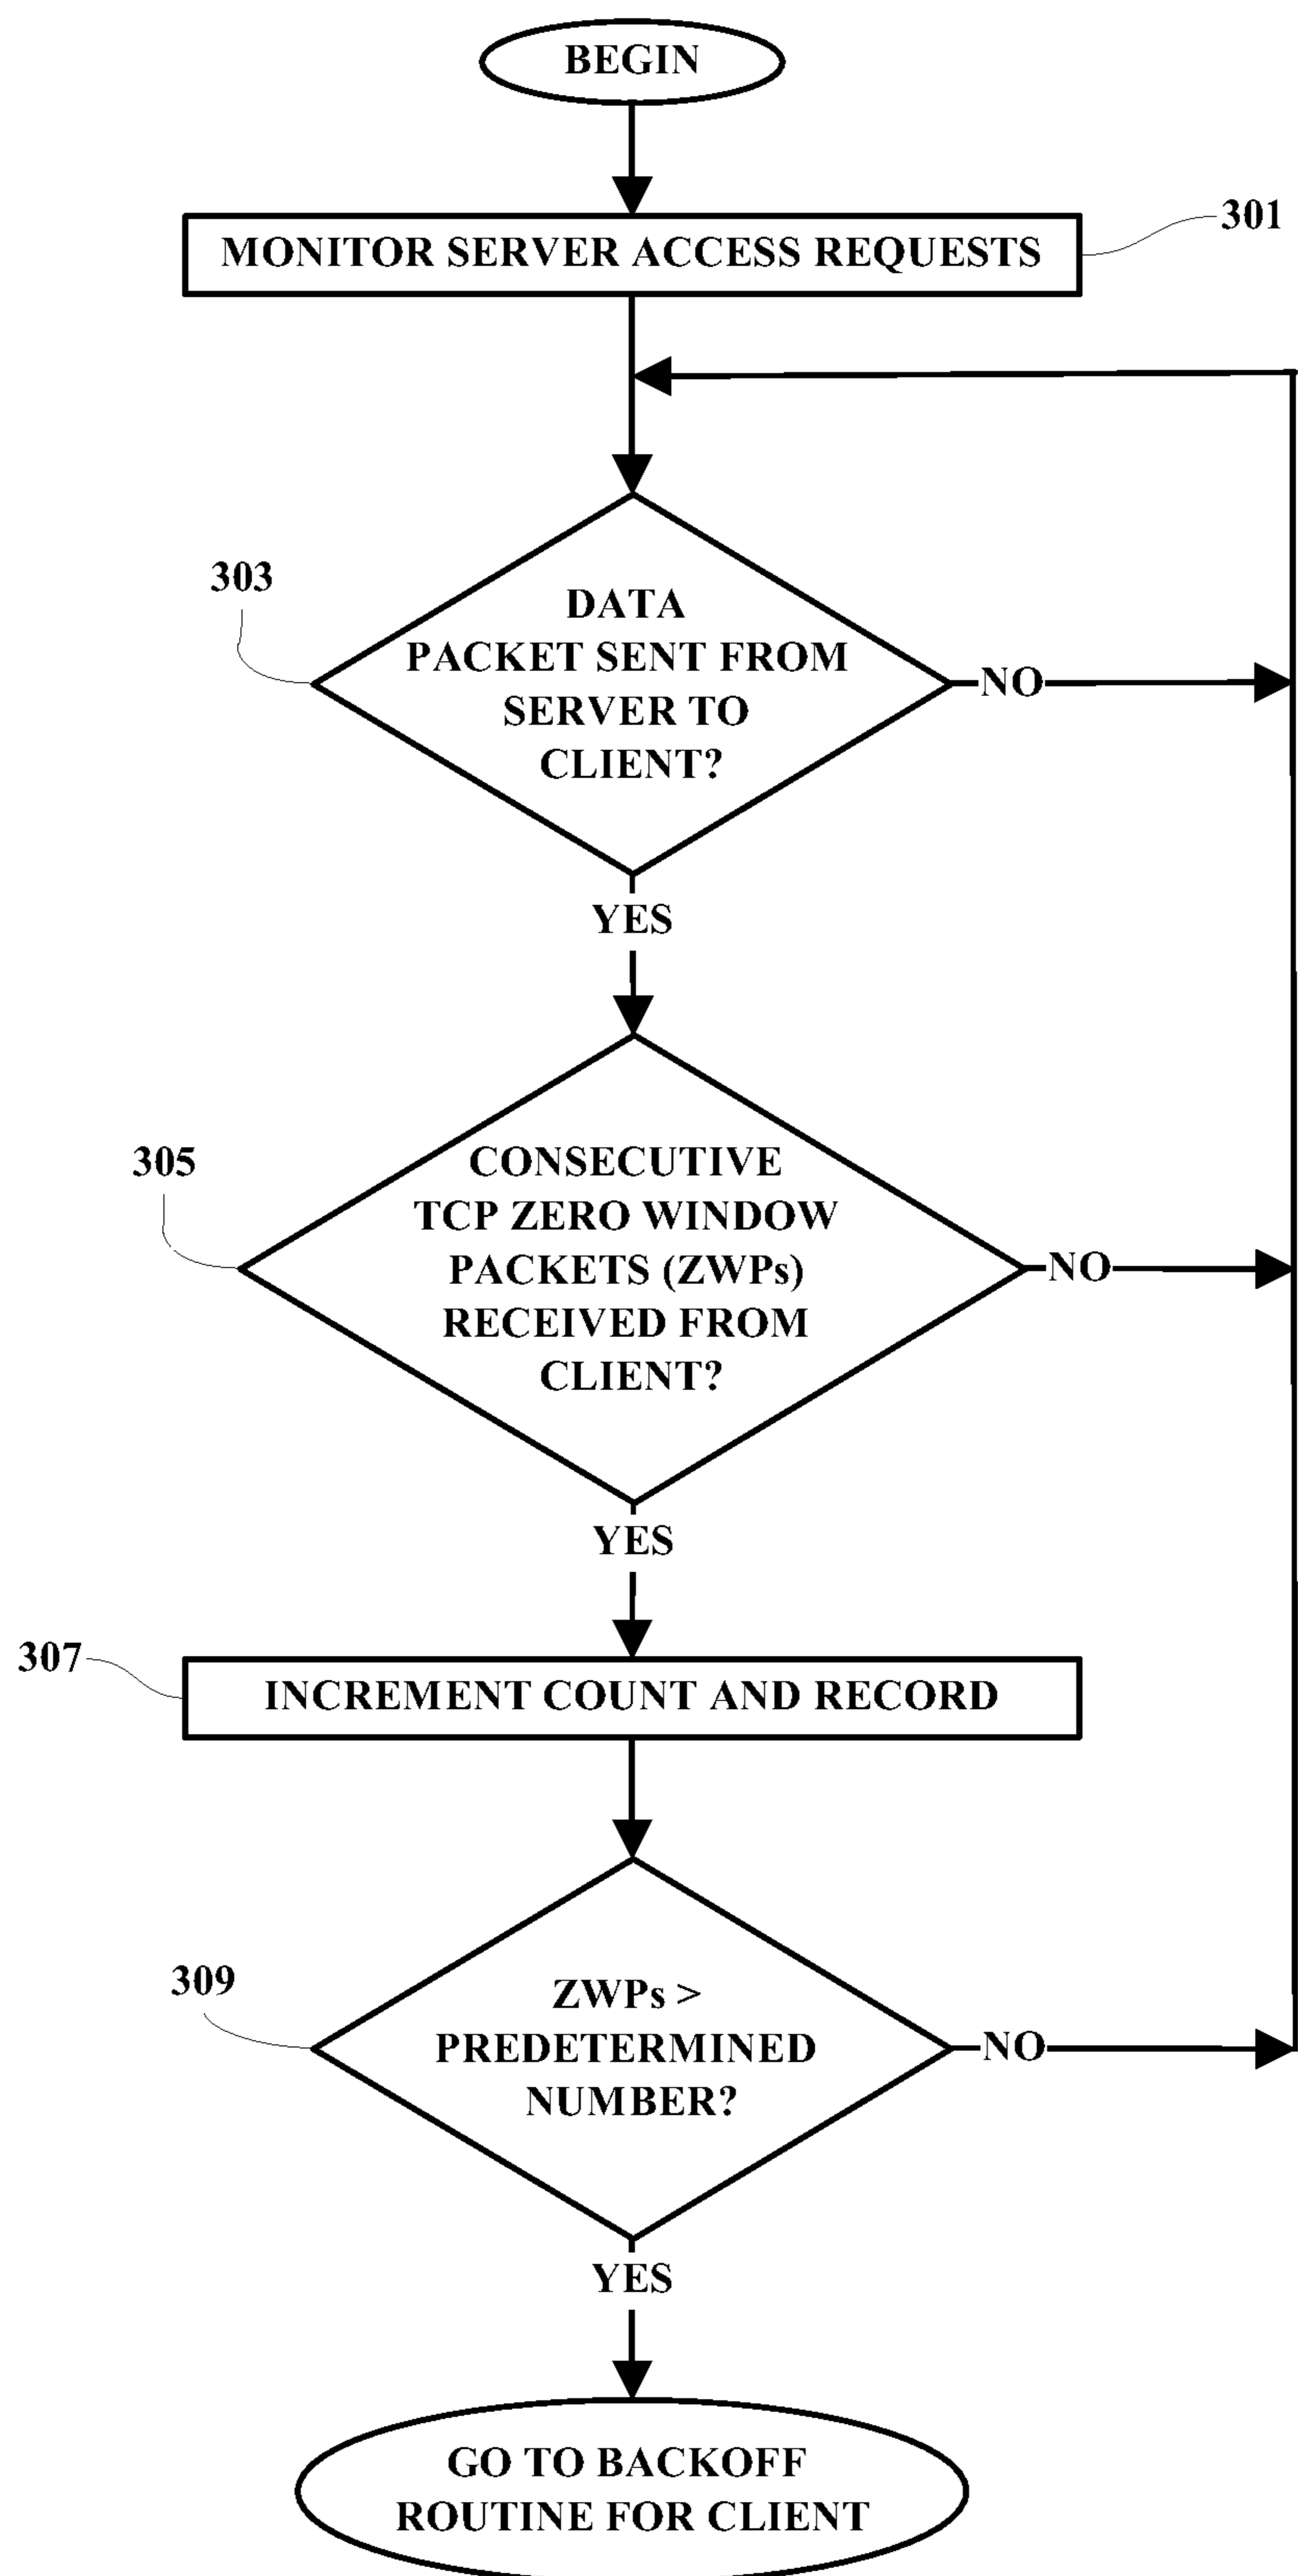 BEGIN
MONITOR SERVER ACCESS REQUESTS
301
303
DATA
PACKET SENT FROM
SERVER TO
CLIENT?
NO
YES
305
CONSECUTIVE
TCP ZERO WINDOW
PACKETS (ZWPs)
RECEIVED FROM
CLIENT?
NO
YES
307
INCREMENT COUNT AND RECORD
309
ZWPs >
PREDETERMINED
NUMBER?
NO
YES
GO TO BACKOFF
ROUTINE FOR CLIENT